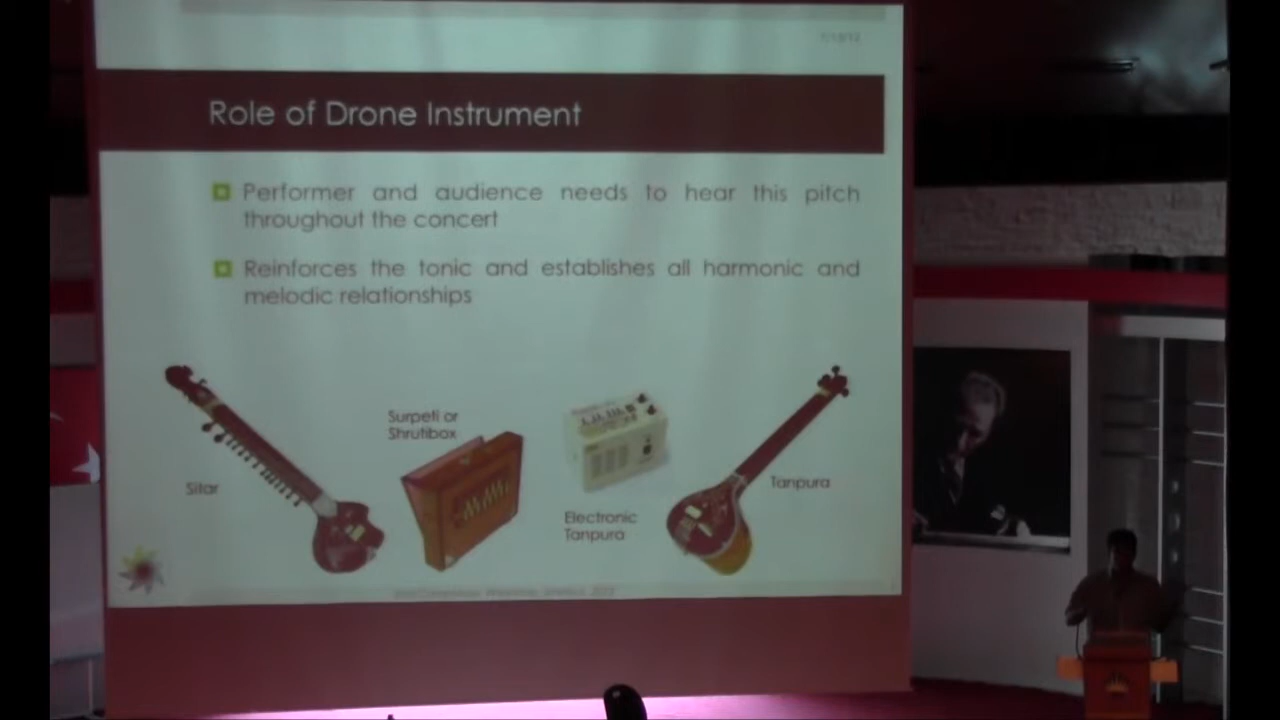 Role of Drone Instrument
Performer and audience needs to hear this pitch
throughout the concert
Reinforces the tonic and establishes all harmonic and
melodic relationships
Surpeti or
Shrutibox
Sitar
Tanpura
Electronic
Tanpura